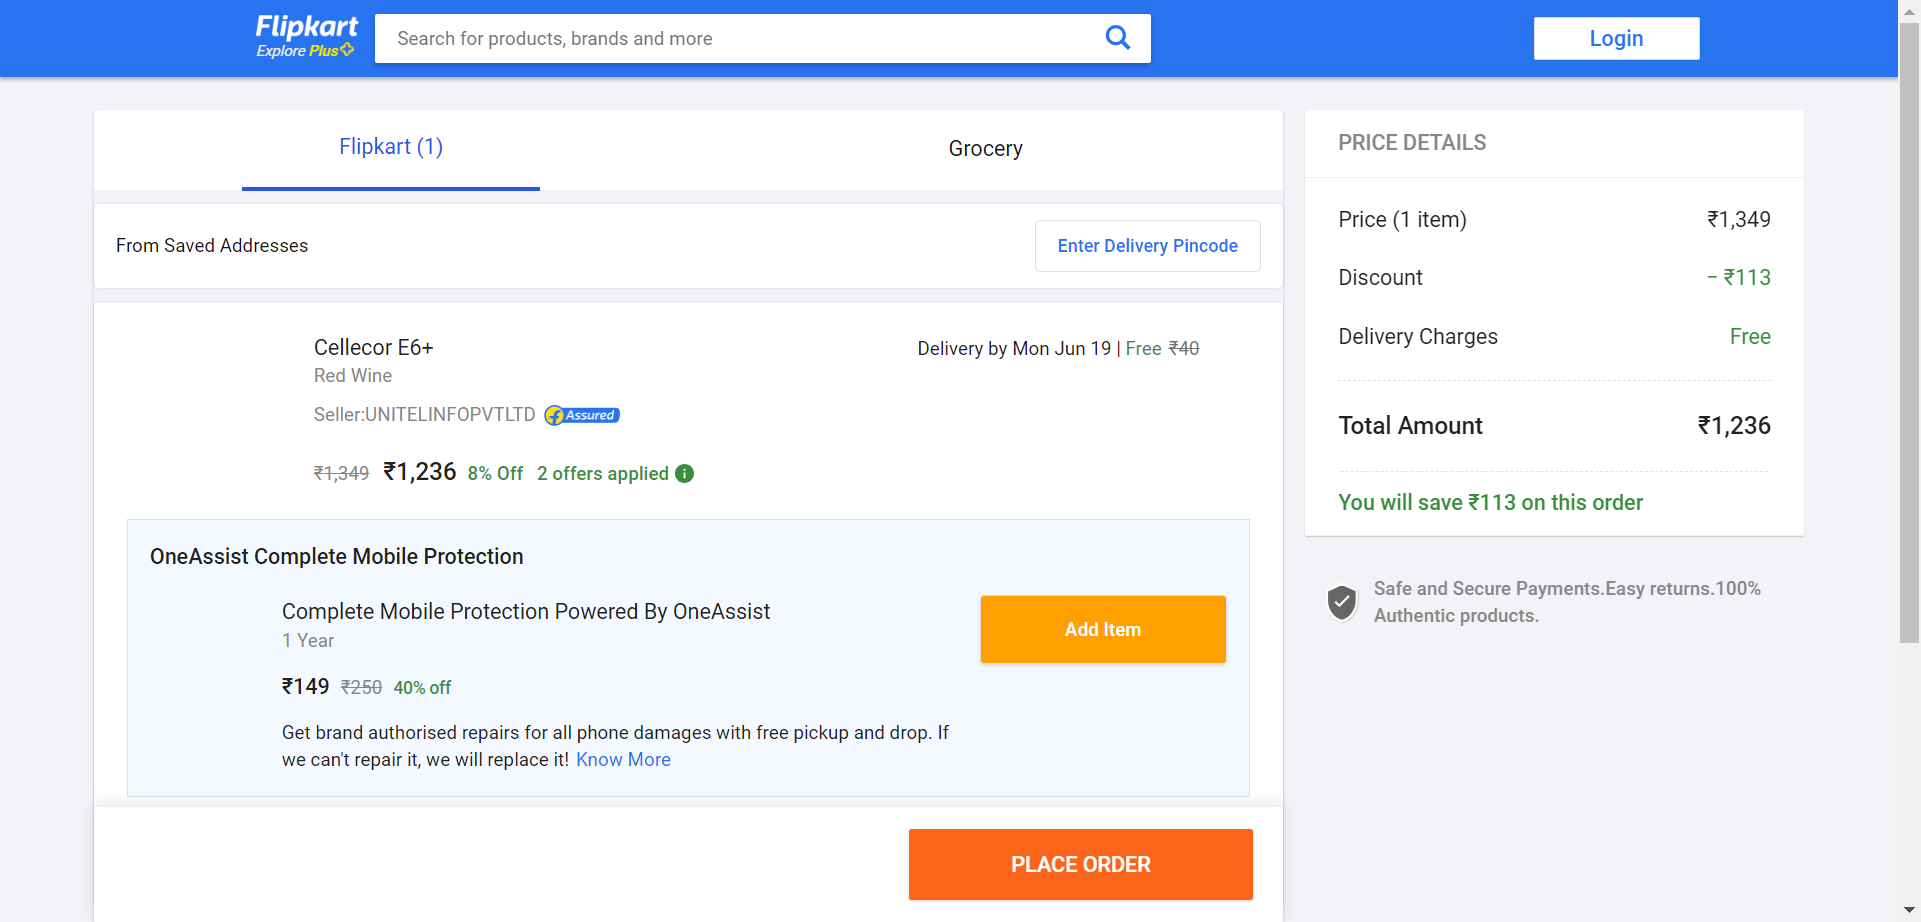 Flipkart
Explore Plus
Search for products, brands and more
Login
Flipkart (1)
Grocery
From Saved Addresses
Enter Delivery Pincode
Cellecor E6+
Delivery by Mon Jun 19 | Free ₹40
Red Wine
Seller:UNITELINFOPVTLTD
Assured
₹1,349 ₹1,236 8% Off 2 offers applied
OneAssist Complete Mobile Protection
Complete Mobile Protection Powered By OneAssist
1 Year
Add Item
₹149 ₹250 40% off
Get brand authorised repairs for all phone damages with free pickup and drop. If
we can't repair it, we will replace it! Know More
PLACE ORDER
PRICE DETAILS
Price (1 item) ₹1,349
Discount − ₹113
Delivery Charges Free
Total Amount ₹1,236
You will save ₹113 on this order
Safe and Secure Payments.Easy returns.100%
Authentic products.